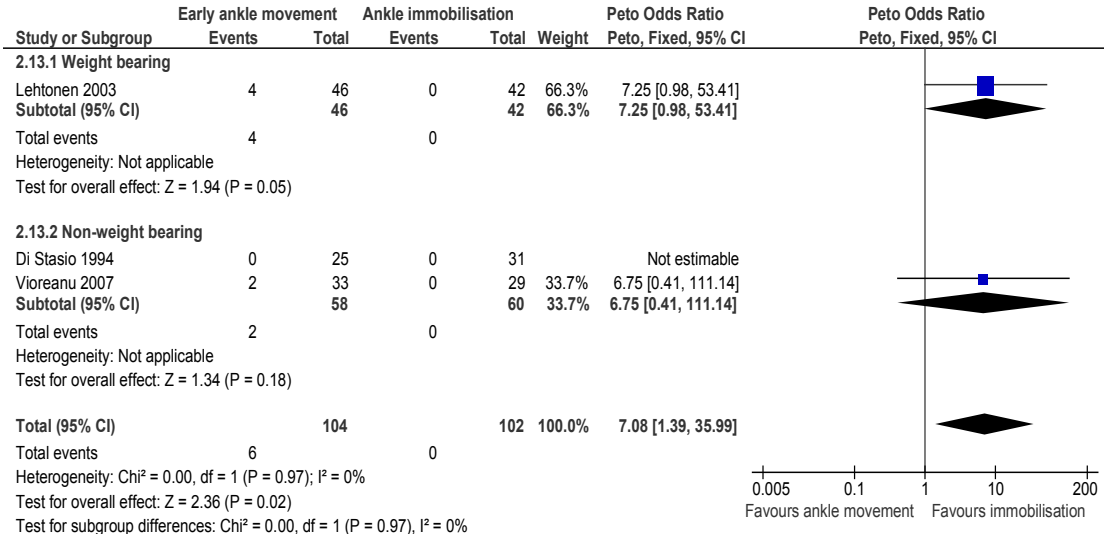 Early ankle movement Ankle immobilisation Peto Odds Ratio Peto Odds Ratio
Study or Subgroup Events Total Events Total Weight Peto, Fixed, 95% CI Peto, Fixed, 95% CI
2.13.1 Weight bearing
Lehtonen 2003 4 46 0 42 66.3% 7.25 [0.98, 53.41]
Subtotal (95% CI) 46 42 66.3% 7.25 [0.98, 53.41]
Total events 4 0
Heterogeneity: Not applicable
Test for overall effect: Z = 1.94 (P = 0.05)
2.13.2 Non-weight bearing
Di Stasio 1994 0 25 0 31 Not estimable
Vioreanu 2007 2 33 0 29 33.7% 6.75 [0.41, 111.14]
Subtotal (95% CI) 58 60 33.7% 6.75 [0.41, 111.14]
Total events 2 0
Heterogeneity: Not applicable
Test for overall effect: Z = 1.34 (P = 0.18)
Total (95% CI) 104 102 100.0% 7.08 [1.39, 35.99]
Total events 6 0
Heterogeneity: Chi² = 0.00, df = 1 (P = 0.97); I² = 0%
Test for overall effect: Z = 2.36 (P = 0.02)
Test for subgroup differences: Chi² = 0.00, df = 1 (P = 0.97), I² = 0%
0.005 0.1 1 10 200
Favours ankle movement Favours immobilisation